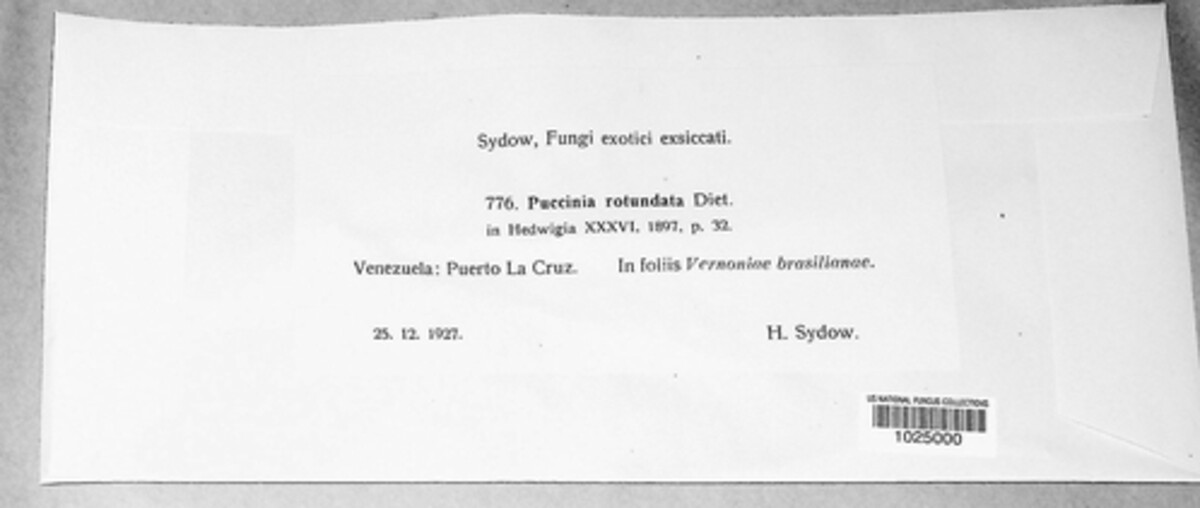 Sydow, Fungi exotici exsiccati.
776. Puccinia rotundata Diet.
in Hedwigia XXXVI, 1897, p. 32.
Venezuela: Puerto La Cruz. In foliis Vernoniae brasilianae.
25. 12. 1927. H. Sydow.
US NATIONAL FUNGUS COLLECTIONS
1025000